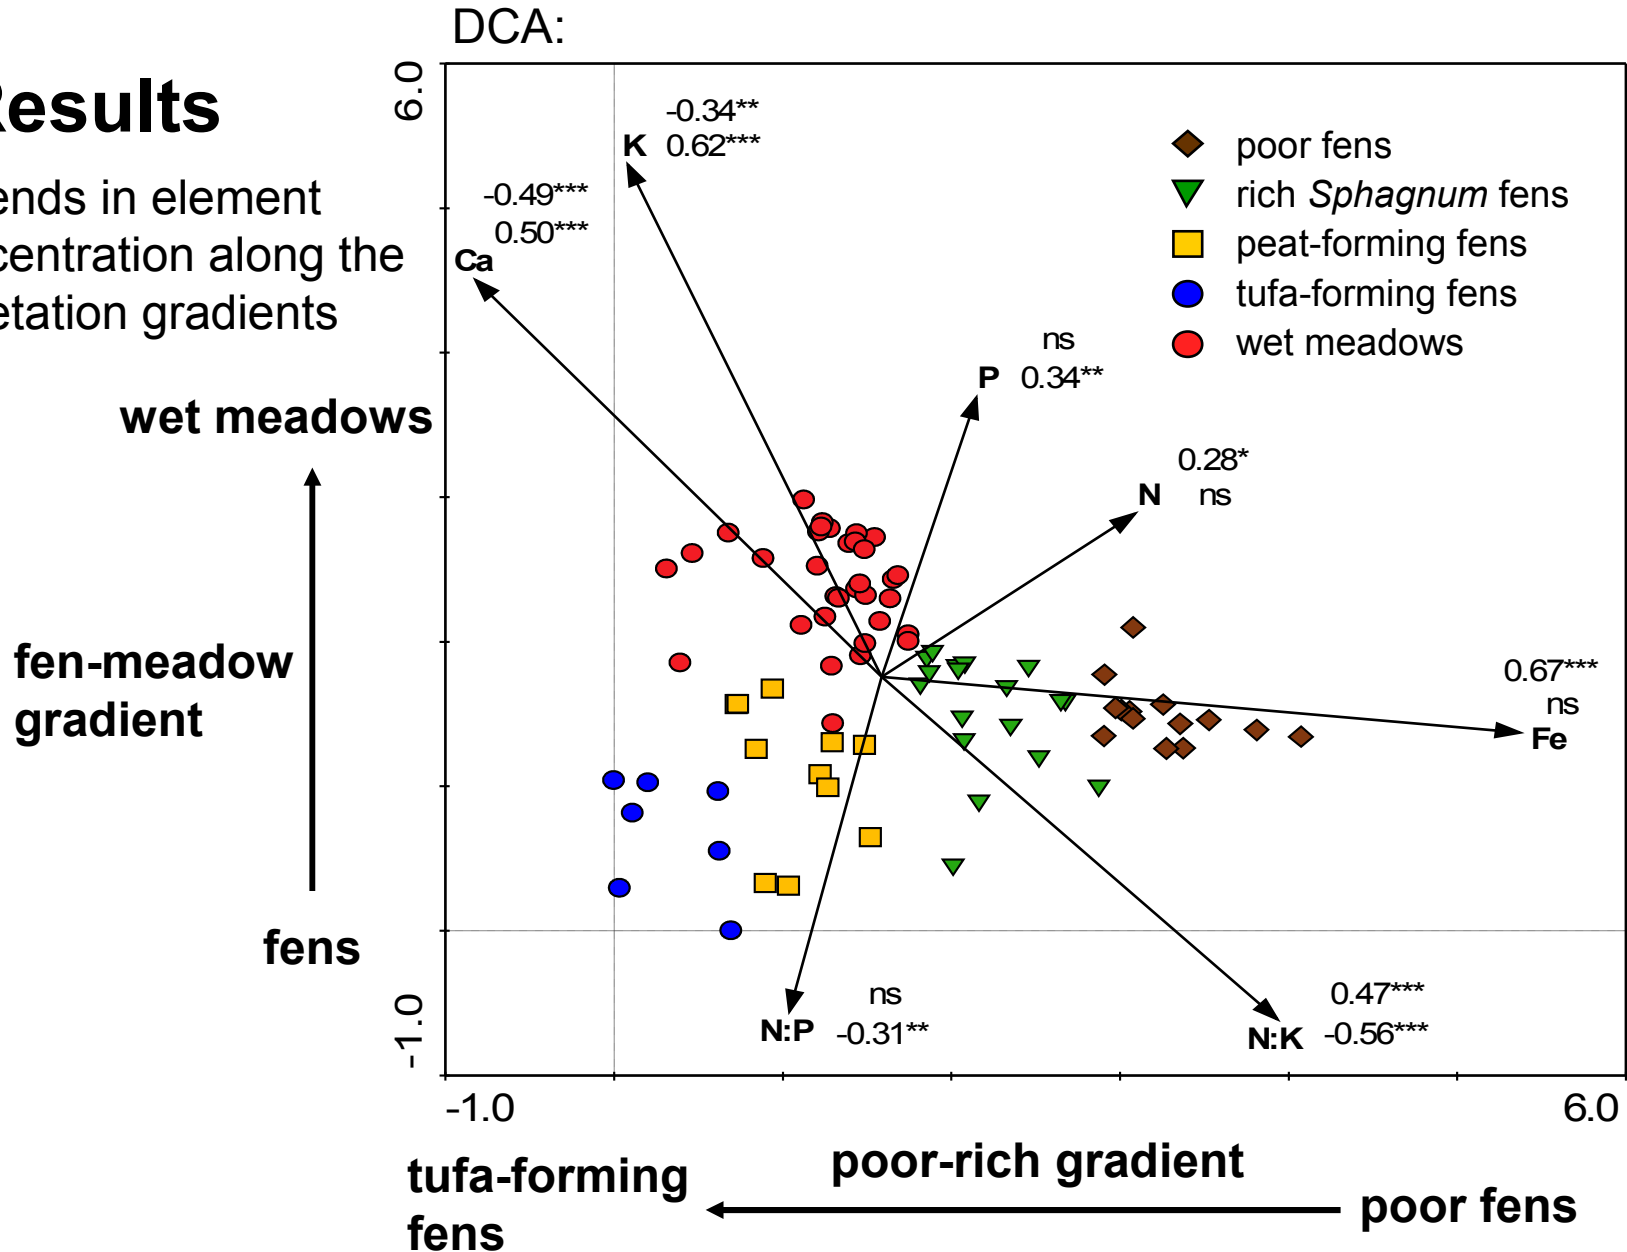 DCA:
Results
ends in element
centration along the
etation gradients
6.0
-0.34**
K 0.62***
-0.49***
0.50***
Ca
poor fens
rich Sphagnum fens
peat-forming fens
tufa-forming fens
wet meadows
ns
P 0.34**
0.28*
N ns
wet meadows
fen-meadow
gradient
fens
0.67***
ns
Fe
ns
N:P -0.31**
0.47***
N:K -0.56***
-1.0
-1.0
6.0
tufa-forming
fens
poor-rich gradient
poor fens